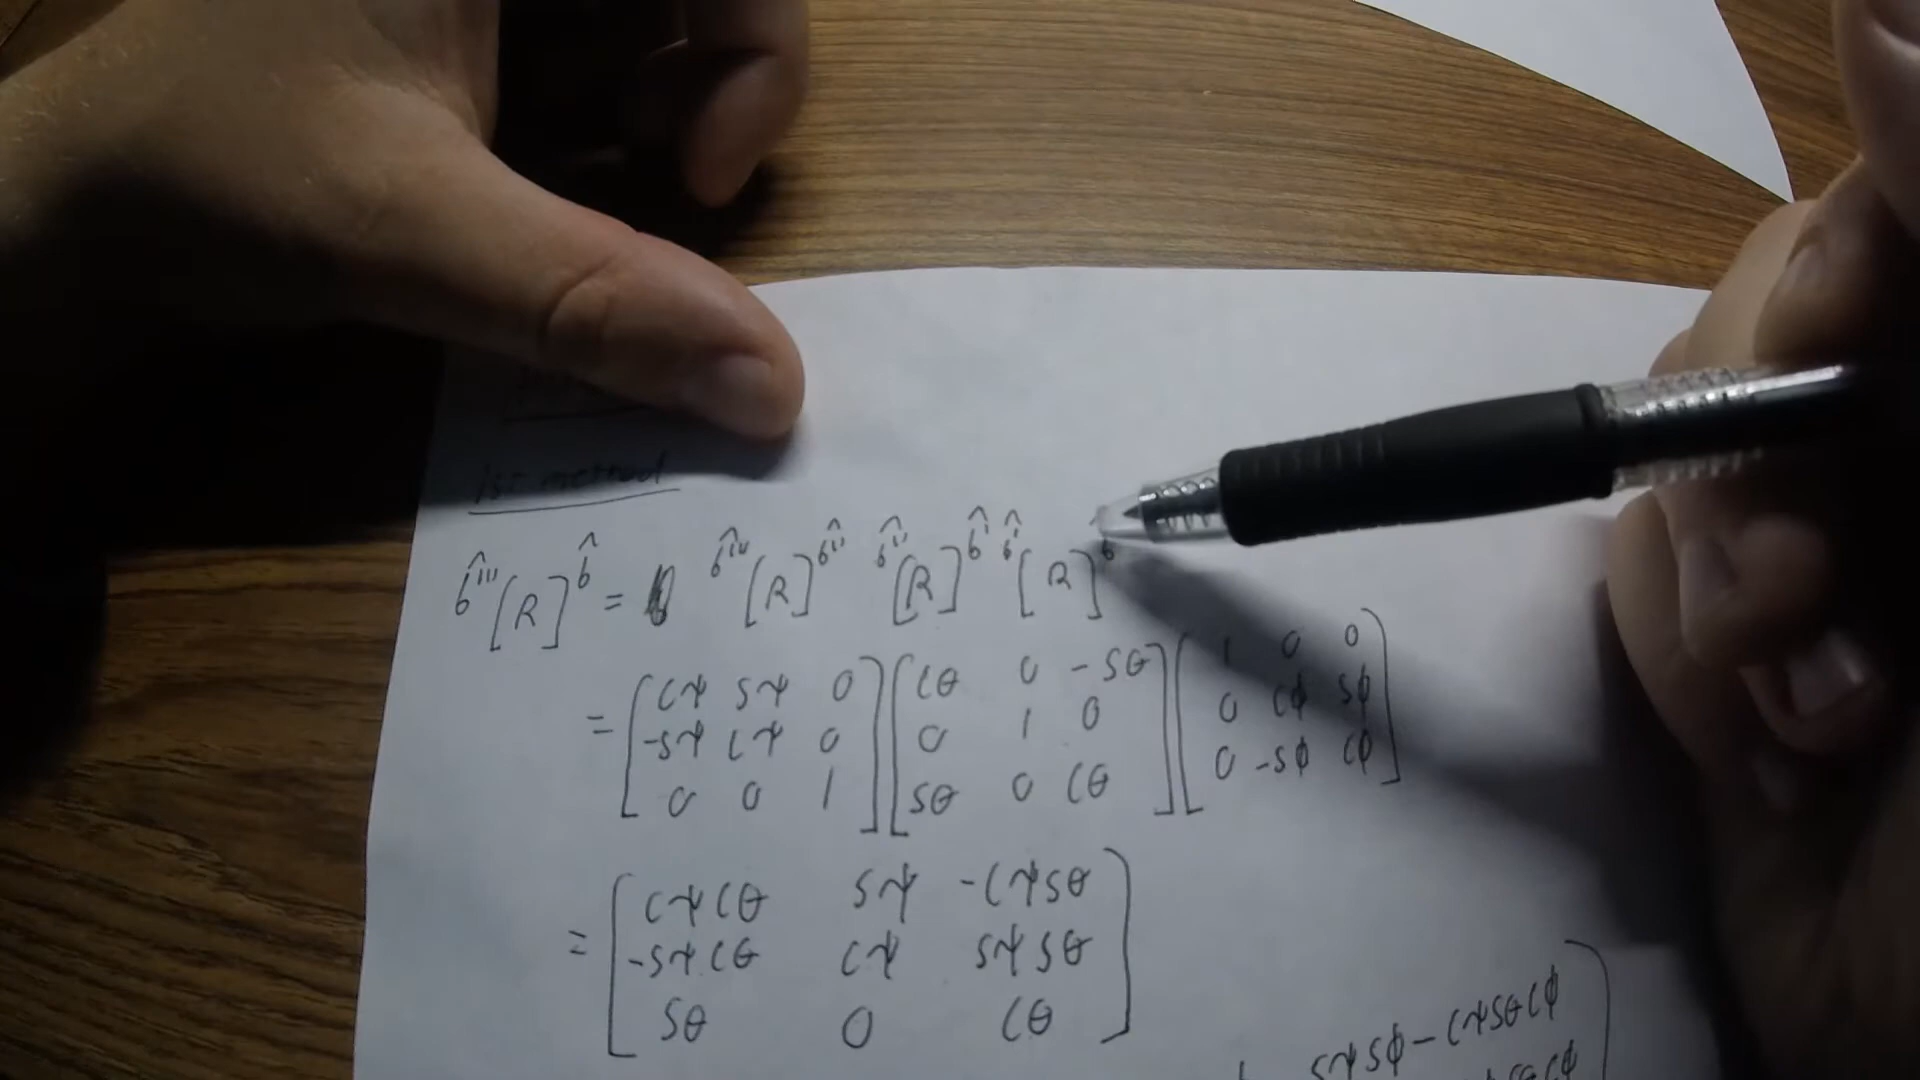 1st method
b̂'''[R]^b̂ = b̂'''[R]^b̂'' b̂''[R]^b̂' b̂'[R]^b̂
= [cψ sψ 0] [cθ 0 -sθ] [1 0 0]
[-sψ cψ 0] [0 1 0] [0 cϕ sϕ]
[0 0 1] [sθ 0 cθ] [0 -sϕ cϕ]
= [cψcθ sψ -cψsθ]
[-sψcθ cψ sψsθ]
[sθ 0 cθ]
sψsϕ-cψsθcϕ